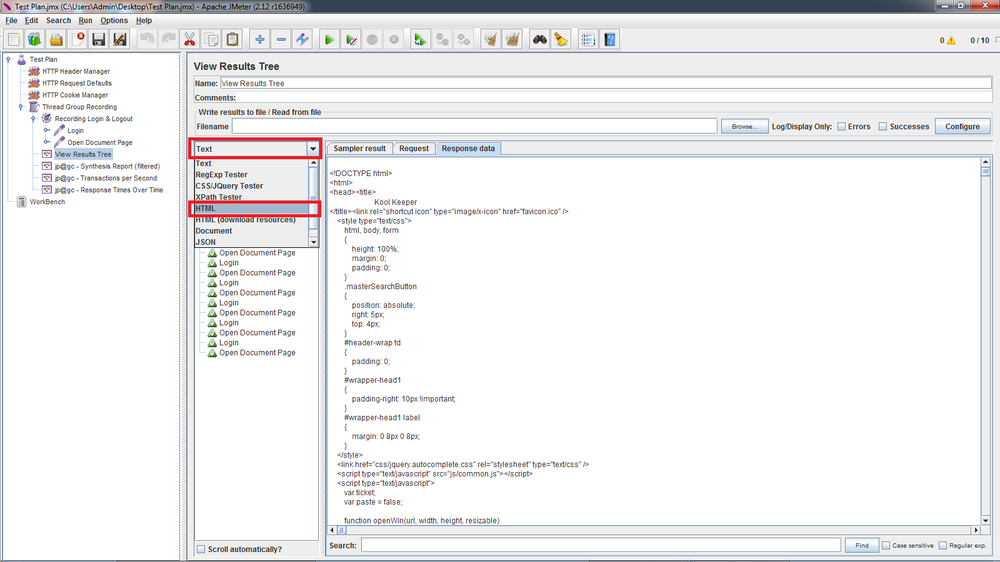 Test Plan.jmx (C:\Users\Admin\Desktop\Test Plan.jmx) - Apache JMeter (2.12 r1636949)
File Edit Search Run Options Help
0
0 / 10
Test Plan
HTTP Header Manager
HTTP Request Defaults
HTTP Cookie Manager
Thread Group Recording
Recording Login & Logout
Login
Open Document Page
View Results Tree
jp@gc - Synthesis Report (filtered)
jp@gc - Transactions per Second
jp@gc - Response Times Over Time
WorkBench
View Results Tree
Name: View Results Tree
Comments:
Write results to file / Read from file
Filename Browse... Log/Display Only: Errors Successes Configure
Text
Text
RegExp Tester
CSS/JQuery Tester
XPath Tester
HTML
HTML (download resources)
Document
JSON
Open Document Page
Login
Open Document Page
Login
Open Document Page
Login
Open Document Page
Login
Open Document Page
Login
Open Document Page
Scroll automatically?
Sampler result Request Response data
<!DOCTYPE html>
<html>
<head><title>
Kool Keeper
</title><link rel="shortcut icon" type="image/x-icon" href="favicon.ico" />
<style type="text/css">
html, body, form
{
height: 100%;
margin: 0;
padding: 0;
}
.masterSearchButton
{
position: absolute;
right: 5px;
top: 4px;
}
#header-wrap td
{
padding: 0;
}
#wrapper-head1
{
padding-right: 10px !important;
}
#wrapper-head1 label
{
margin: 0 8px 0 8px;
}
</style>
<link href="css/jquery.autocomplete.css" rel="stylesheet" type="text/css" />
<script type="text/javascript" src="js/common.js"></script>
<script type="text/javascript">
var ticket;
var paste = false;
function openWin(url, width, height, resizable)
Search: Find Case sensitive Regular exp.